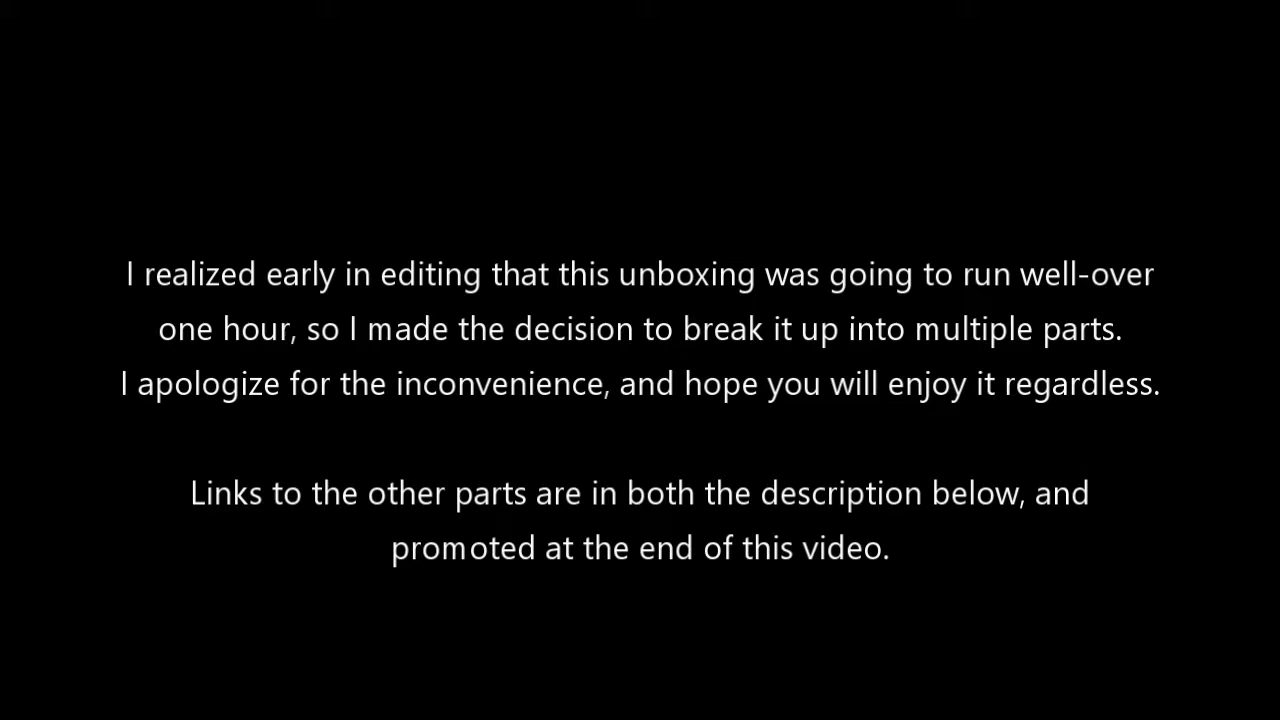 I realized early in editing that this unboxing was going to run well-over
one hour, so I made the decision to break it up into multiple parts.
I apologize for the inconvenience, and hope you will enjoy it regardless.
Links to the other parts are in both the description below, and
promoted at the end of this video.